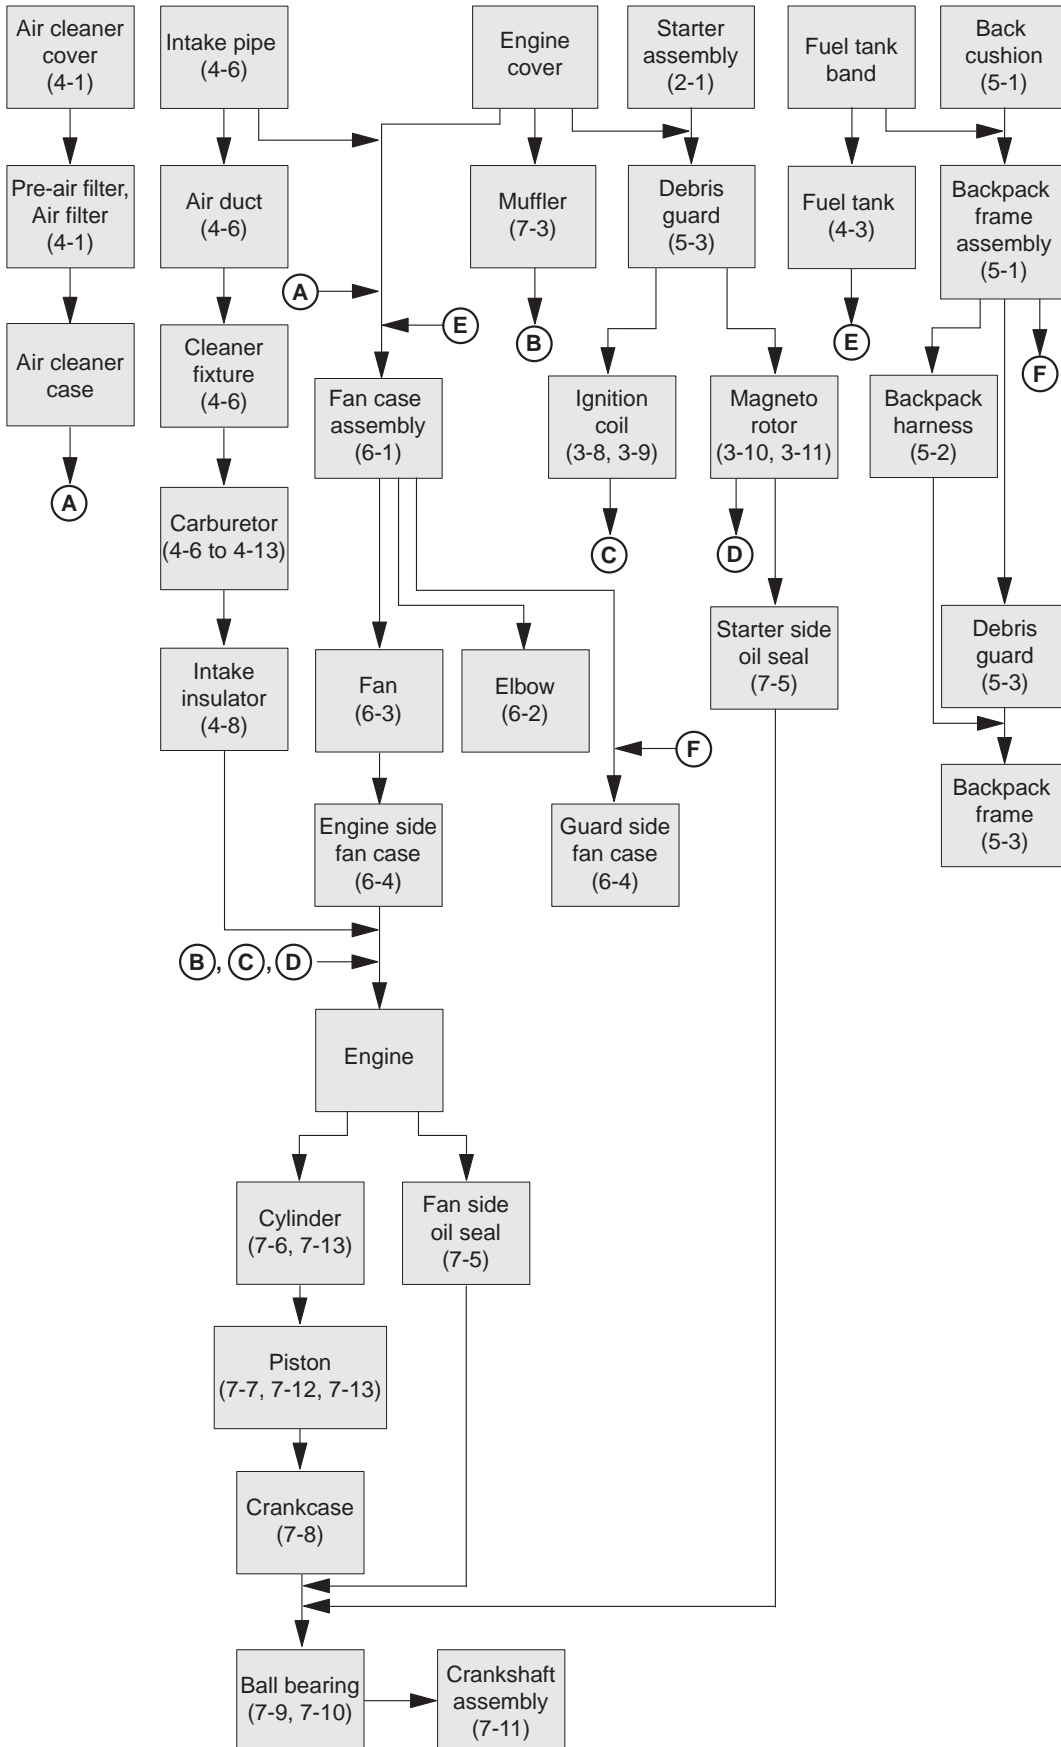 Air cleaner
cover
(4-1)
Intake pipe
(4-6)
Engine
cover
Starter
assembly
(2-1)
Fuel tank
band
Back
cushion
(5-1)
Pre-air filter,
Air filter
(4-1)
Air duct
(4-6)
Muffler
(7-3)
Debris
guard
(5-3)
Fuel tank
(4-3)
Backpack
frame
assembly
(5-1)
A
E
B
E
F
Air cleaner
case
Cleaner
fixture
(4-6)
Fan case
assembly
(6-1)
Ignition
coil
(3-8, 3-9)
Magneto
rotor
(3-10, 3-11)
Backpack
harness
(5-2)
A
Carburetor
(4-6 to 4-13)
C
D
Intake
insulator
(4-8)
Fan
(6-3)
Elbow
(6-2)
Starter side
oil seal
(7-5)
Debris
guard
(5-3)
F
Engine side
fan case
(6-4)
Guard side
fan case
(6-4)
Backpack
frame
(5-3)
B, C, D
Engine
Cylinder
(7-6, 7-13)
Fan side
oil seal
(7-5)
Piston
(7-7, 7-12, 7-13)
Crankcase
(7-8)
Ball bearing
(7-9, 7-10)
Crankshaft
assembly
(7-11)